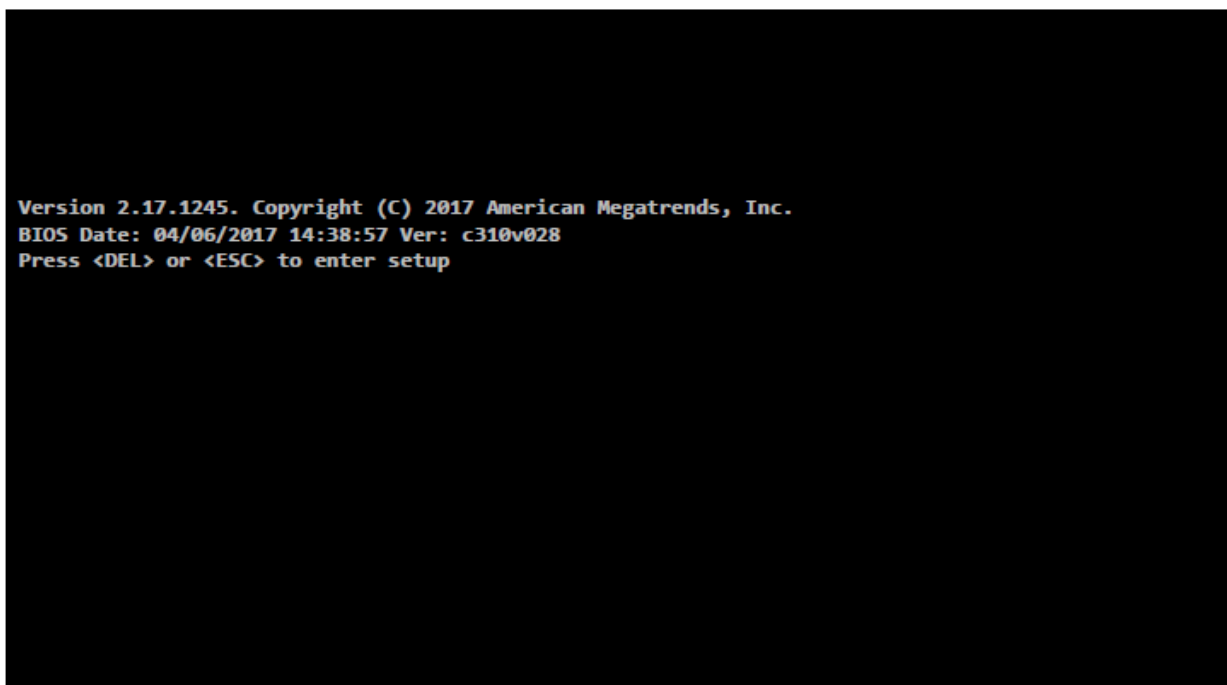 Version 2.17.1245. Copyright (C) 2017 American Megatrends, Inc.
BIOS Date: 04/06/2017 14:38:57 Ver: c310v028
Press <DEL> or <ESC> to enter setup